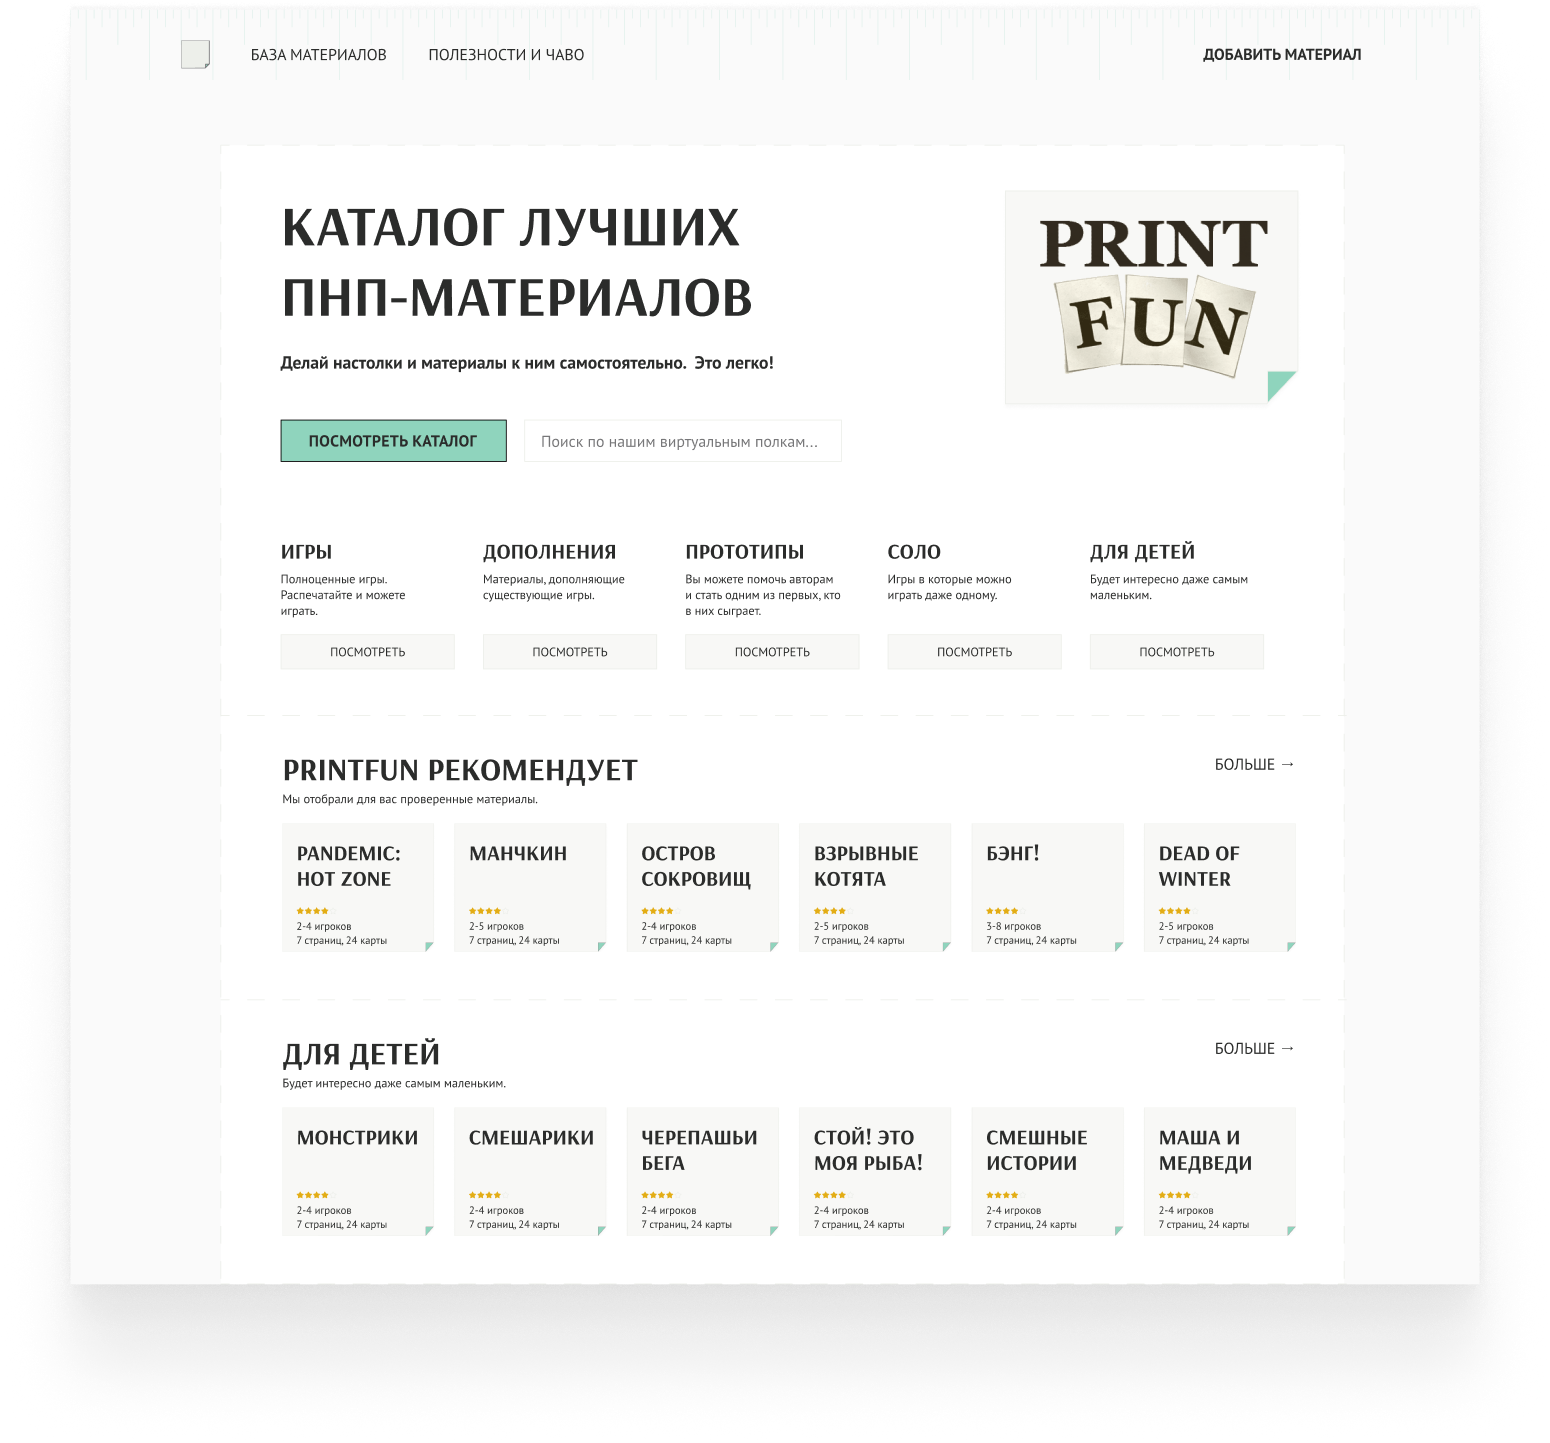 БАЗА МАТЕРИАЛОВ
ПОЛЕЗНОСТИ И ЧАВО
ДОБАВИТЬ МАТЕРИАЛ
КАТАЛОГ ЛУЧШИХ
ПНП-МАТЕРИАЛОВ
Делай настолки и материалы к ним самостоятельно. Это легко!
PRINT
FUN
ПОСМОТРЕТЬ КАТАЛОГ
Поиск по нашим виртуальным полкам...
ИГРЫ
Полноценные игры.
Распечатайте и можете
играть.
ПОСМОТРЕТЬ
ДОПОЛНЕНИЯ
Материалы, дополняющие
существующие игры.
ПОСМОТРЕТЬ
ПРОТОТИПЫ
Вы можете помочь авторам
и стать одним из первых, кто
в них сыграет.
ПОСМОТРЕТЬ
СОЛО
Игры в которые можно
играть даже одному.
ПОСМОТРЕТЬ
ДЛЯ ДЕТЕЙ
Будет интересно даже самым
маленьким.
ПОСМОТРЕТЬ
PRINTFUN РЕКОМЕНДУЕТ
БОЛЬШЕ →
Мы отобрали для вас проверенные материалы.
PANDEMIC:
HOT ZONE
2-4 игроков
7 страниц, 24 карты
МАНЧКИН
2-5 игроков
7 страниц, 24 карты
ОСТРОВ
СОКРОВИЩ
2-4 игроков
7 страниц, 24 карты
ВЗРЫВНЫЕ
КОТЯТА
2-5 игроков
7 страниц, 24 карты
БЭНГ!
3-8 игроков
7 страниц, 24 карты
DEAD OF
WINTER
2-5 игроков
7 страниц, 24 карты
ДЛЯ ДЕТЕЙ
БОЛЬШЕ →
Будет интересно даже самым маленьким.
МОНСТРИКИ
2-4 игроков
7 страниц, 24 карты
СМЕШАРИКИ
2-4 игроков
7 страниц, 24 карты
ЧЕРЕПАШЬИ
БЕГА
2-4 игроков
7 страниц, 24 карты
СТОЙ! ЭТО
МОЯ РЫБА!
2-4 игроков
7 страниц, 24 карты
СМЕШНЫЕ
ИСТОРИИ
2-4 игроков
7 страниц, 24 карты
МАША И
МЕДВЕДИ
2-4 игроков
7 страниц, 24 карты